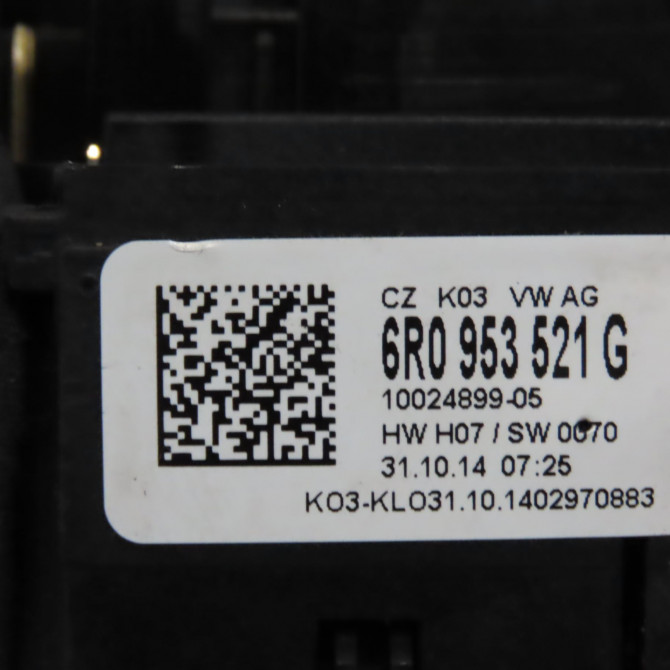 CZ K03 VW AG
6R0 953 521 G
10024899-05
HW H07 / SW 0070
31.10.14 07:25
K03-KLO31.10.1402970883